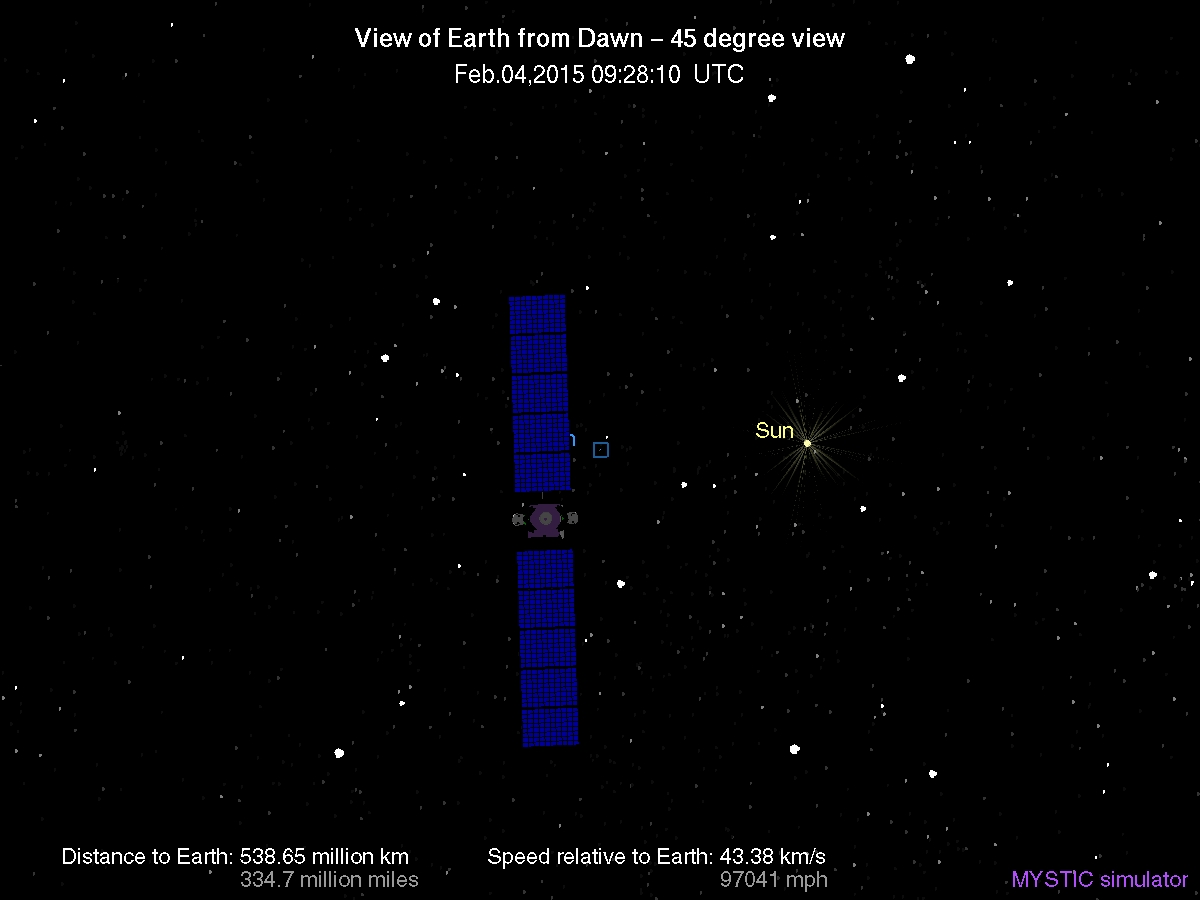 View of Earth from Dawn – 45 degree view
Feb.04,2015 09:28:10 UTC
Sun
Distance to Earth: 538.65 million km
334.7 million miles
Speed relative to Earth: 43.38 km/s
97041 mph
MYSTIC simulator